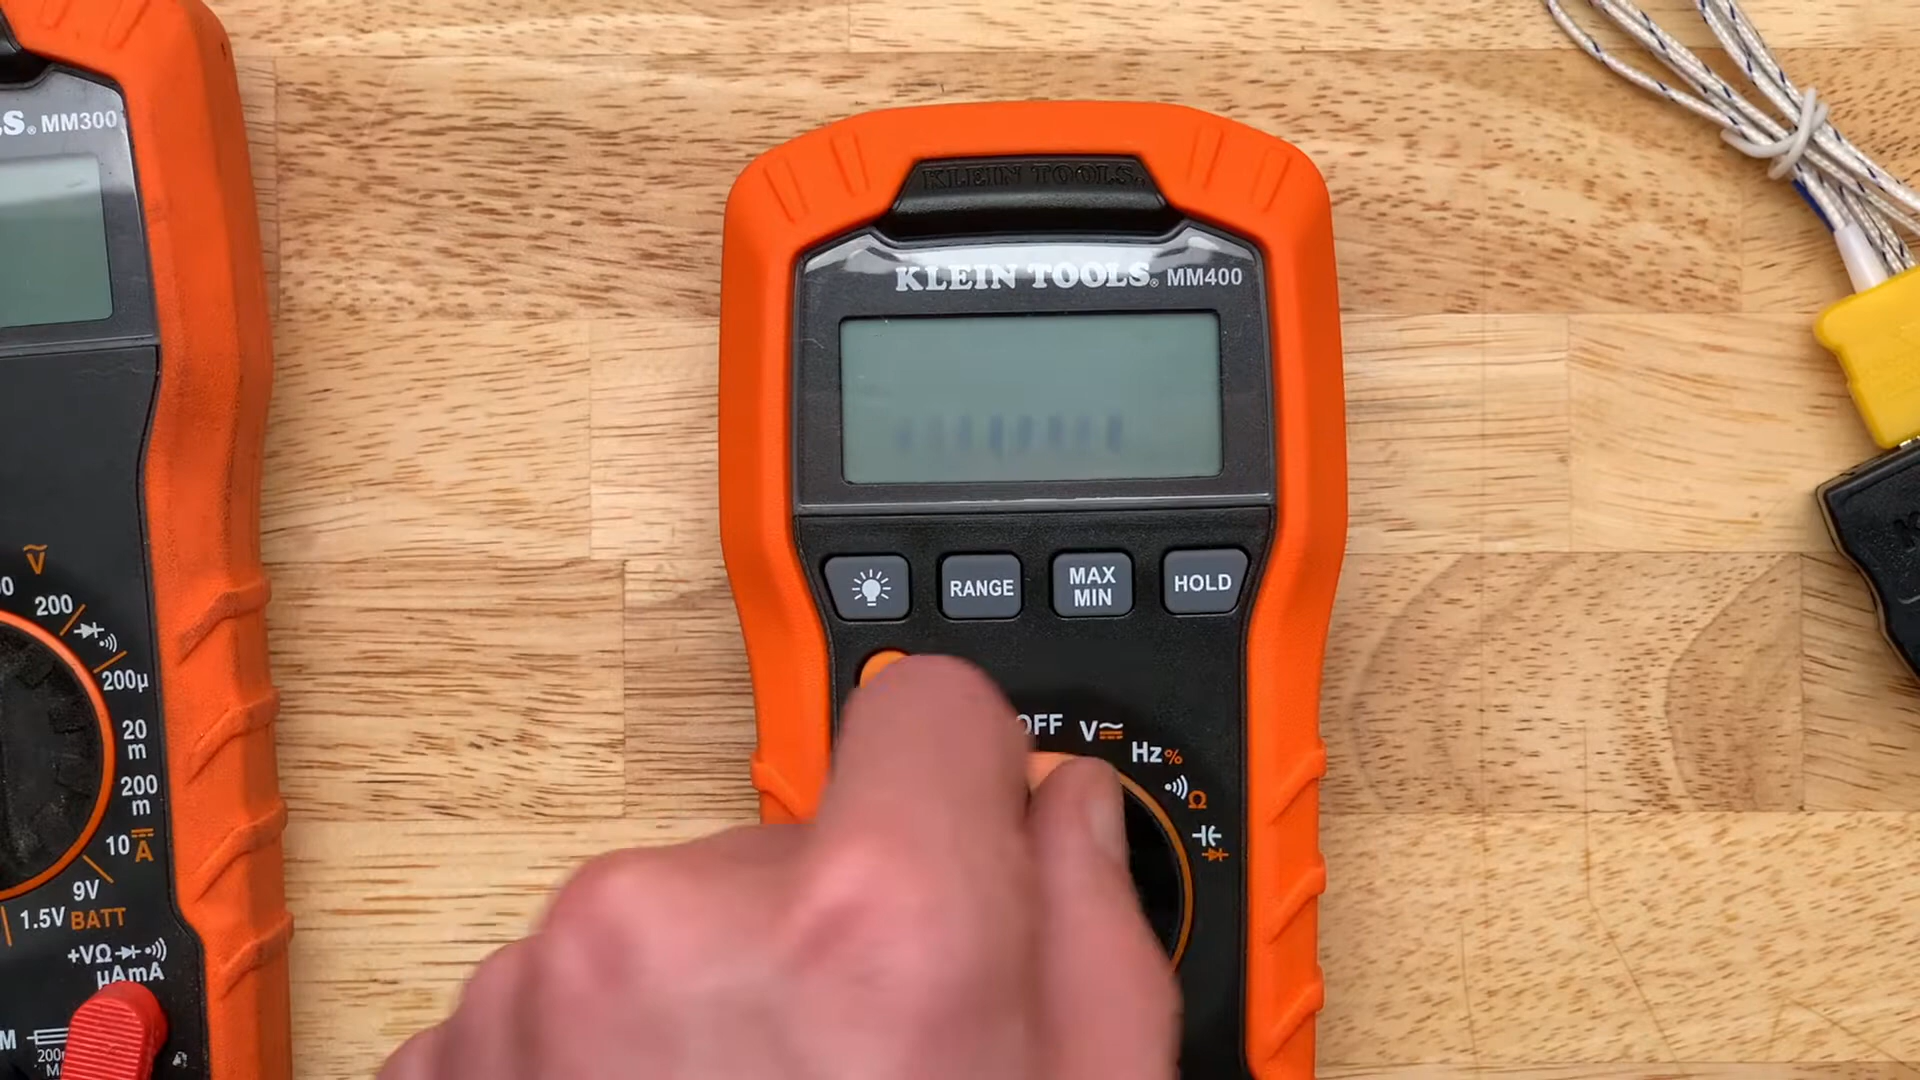 S® MM300
Ṽ
0
200
200µ
20
m
200
m
10 A
9V
1.5V BATT
+VΩ
µAmA
M
KLEIN TOOLS®
KLEIN TOOLS® MM400
RANGE
MAX
MIN
HOLD
OFF
V
Hz%
Ω